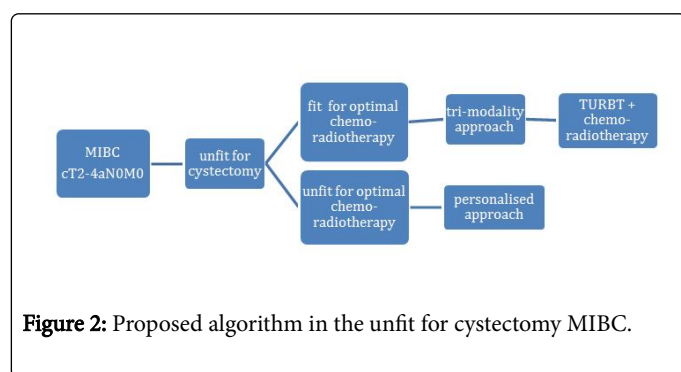 MIBC
cT2-4aN0M0
unfit for
cystectomy
fit for optimal
chemo-
radiotherapy
tri-modality
approach
TURBT +
chemo-
radiotherapy
unfit for optimal
chemo-
radiotherapy
personalised
approach
Figure 2: Proposed algorithm in the unfit for cystectomy MIBC.